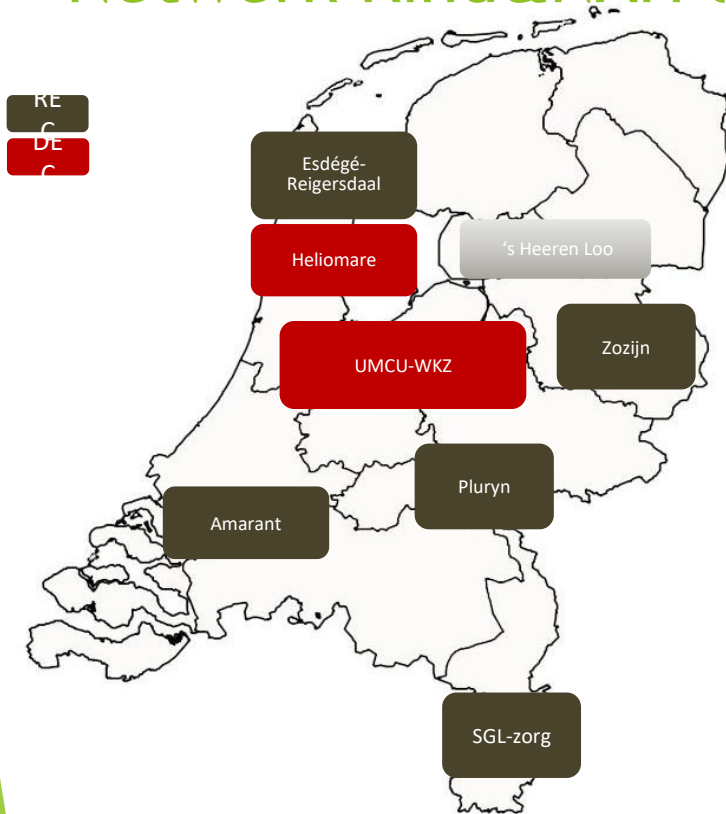 RE
C
DE
C
Esdégé-
Reigersdaal
Heliomare
‘s Heeren Loo
UMCU-WKZ
Zozijn
Pluryn
Amarant
SGL-zorg